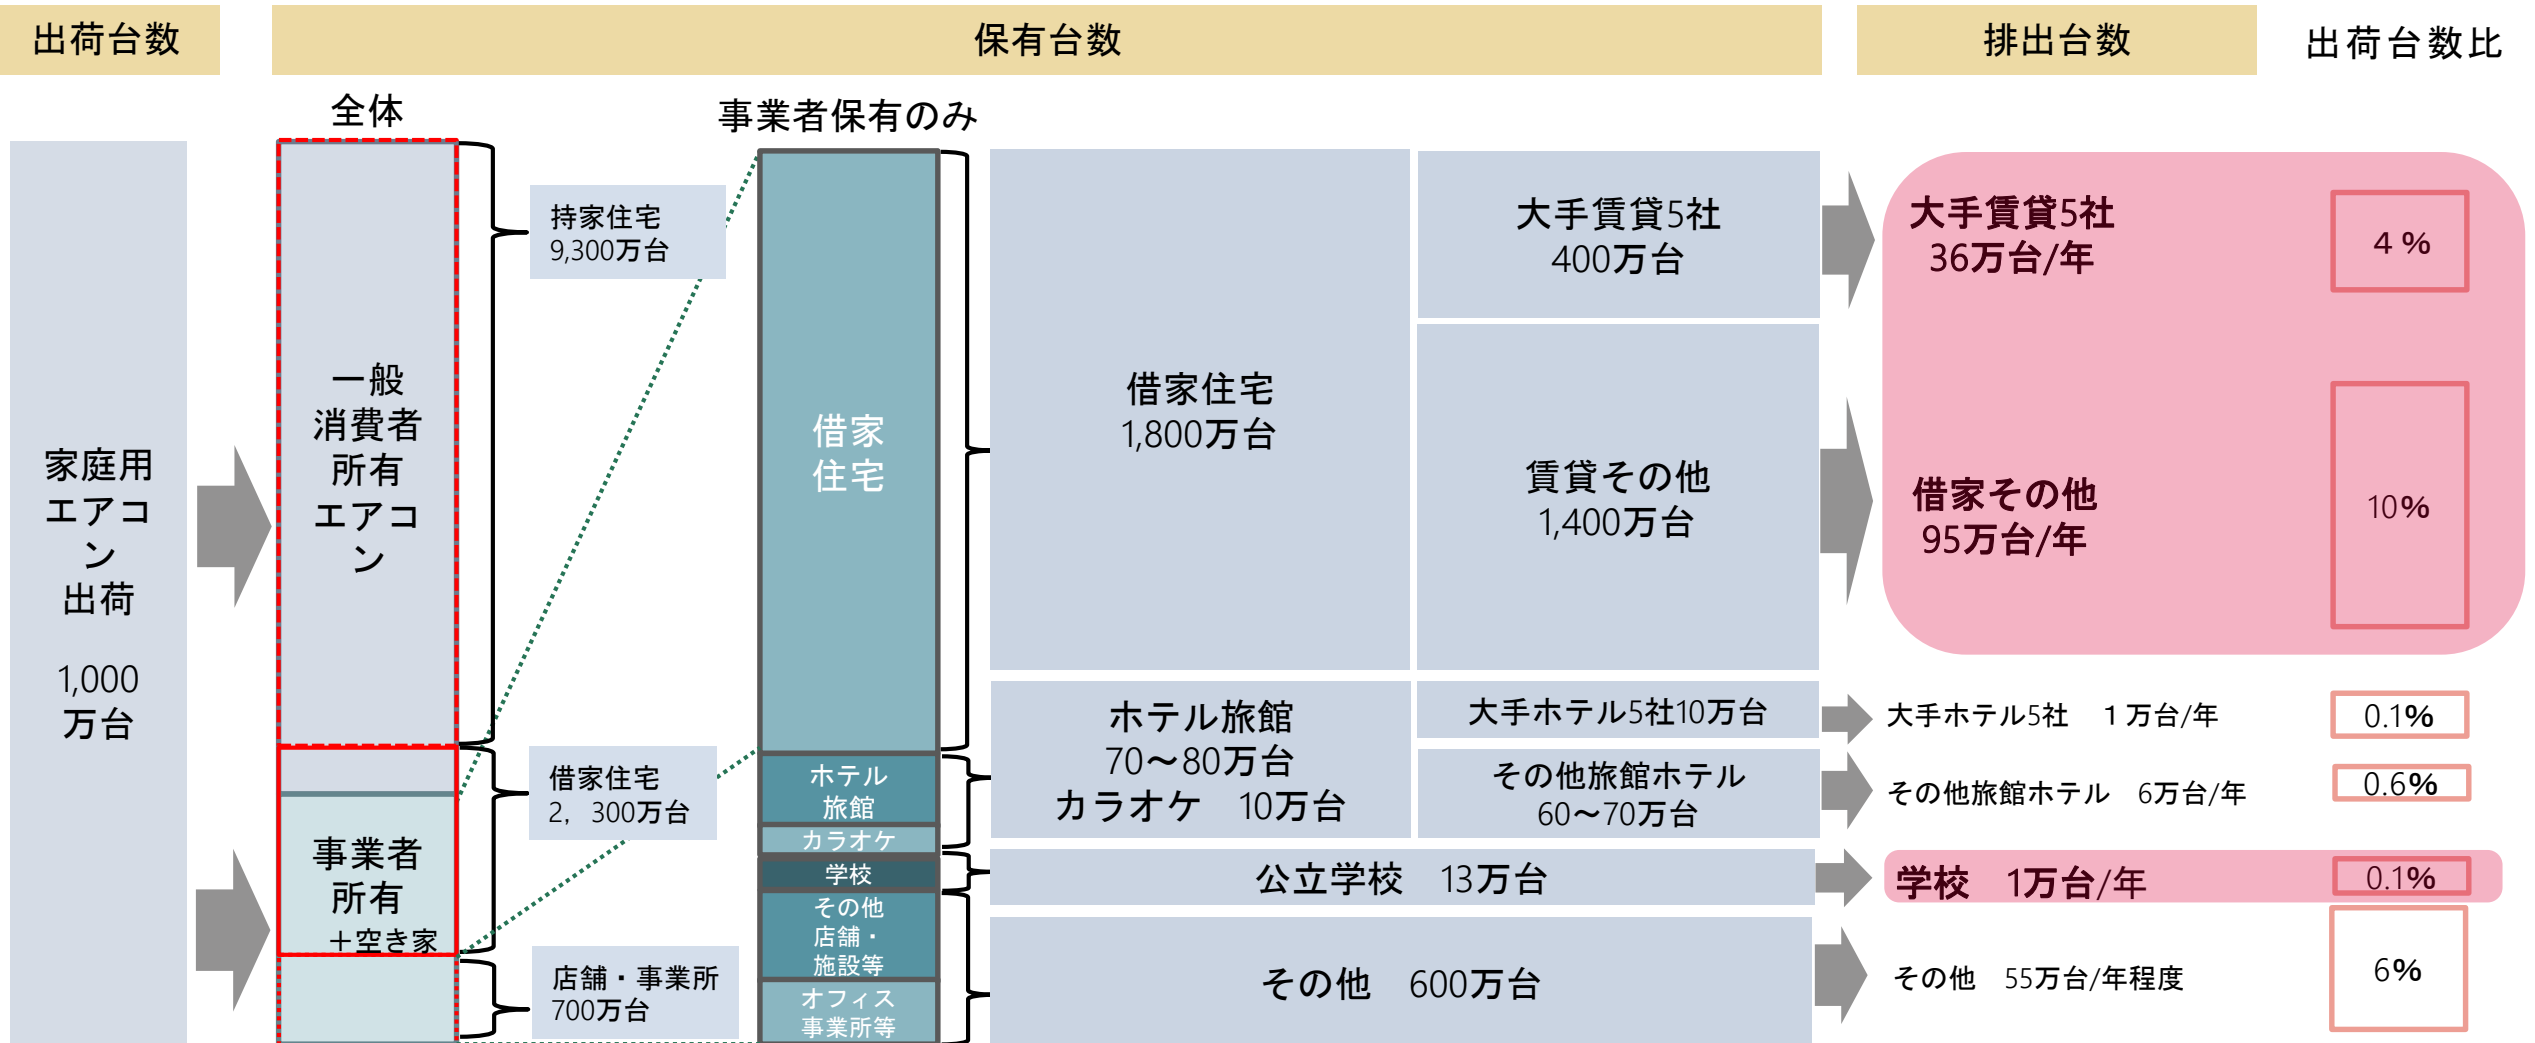 出荷台数
保有台数
排出台数
出荷台数比
全体
事業者保有のみ
家庭用
エアコ
ン
出荷
1,000
万台
一般
消費者
所有
エアコ
ン
事業者
所有
＋空き家
持家住宅
9,300万台
借家住宅
2，300万台
店舗・事業所
700万台
借家
住宅
ホテル
旅館
カラオケ
学校
その他
店舗・
施設等
オフィス
事業所等
借家住宅
1,800万台
ホテル旅館
70～80万台
カラオケ　10万台
公立学校　13万台
その他　600万台
大手賃貸5社
400万台
賃貸その他
1,400万台
大手ホテル5社10万台
その他旅館ホテル
60～70万台
大手賃貸5社
36万台/年
4％
借家その他
95万台/年
10%
大手ホテル5社　１万台/年
0.1%
その他旅館ホテル　6万台/年
0.6%
学校　1万台/年
0.1%
その他　55万台/年程度
6%